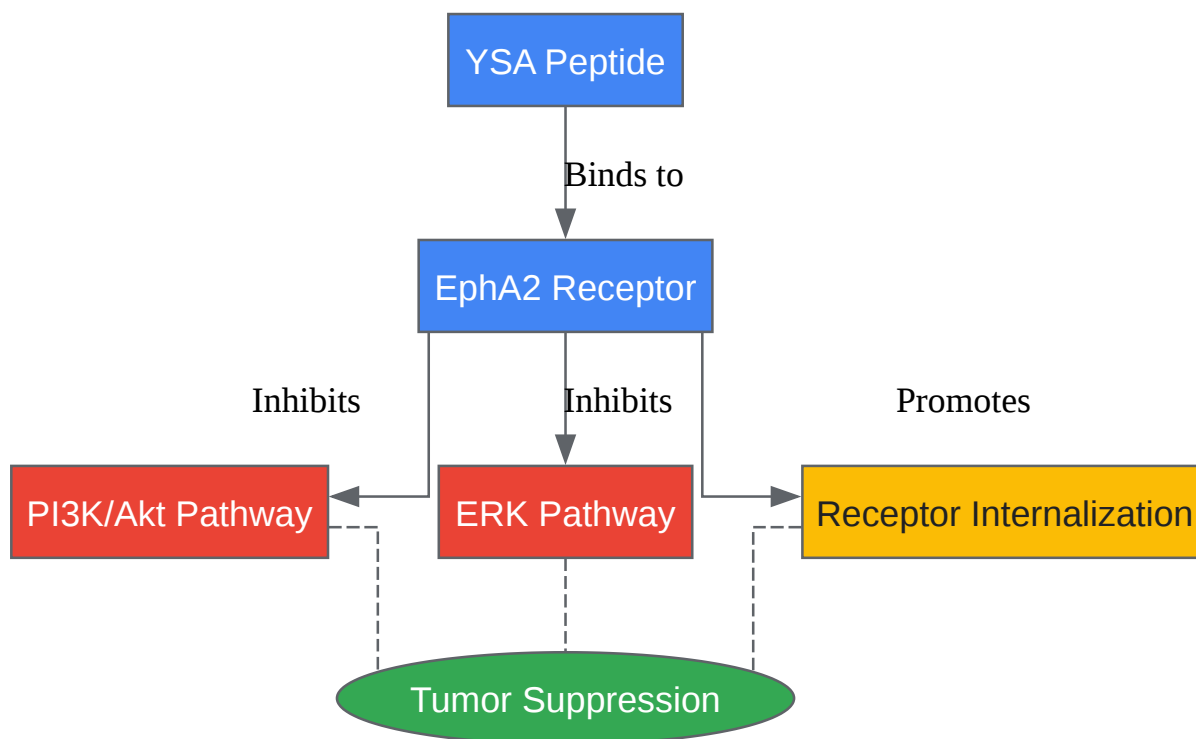 YSA Peptide
Binds to
EphA2 Receptor
Inhibits
Inhibits
Promotes
PI3K/Akt Pathway
ERK Pathway
Receptor Internalization
Tumor Suppression